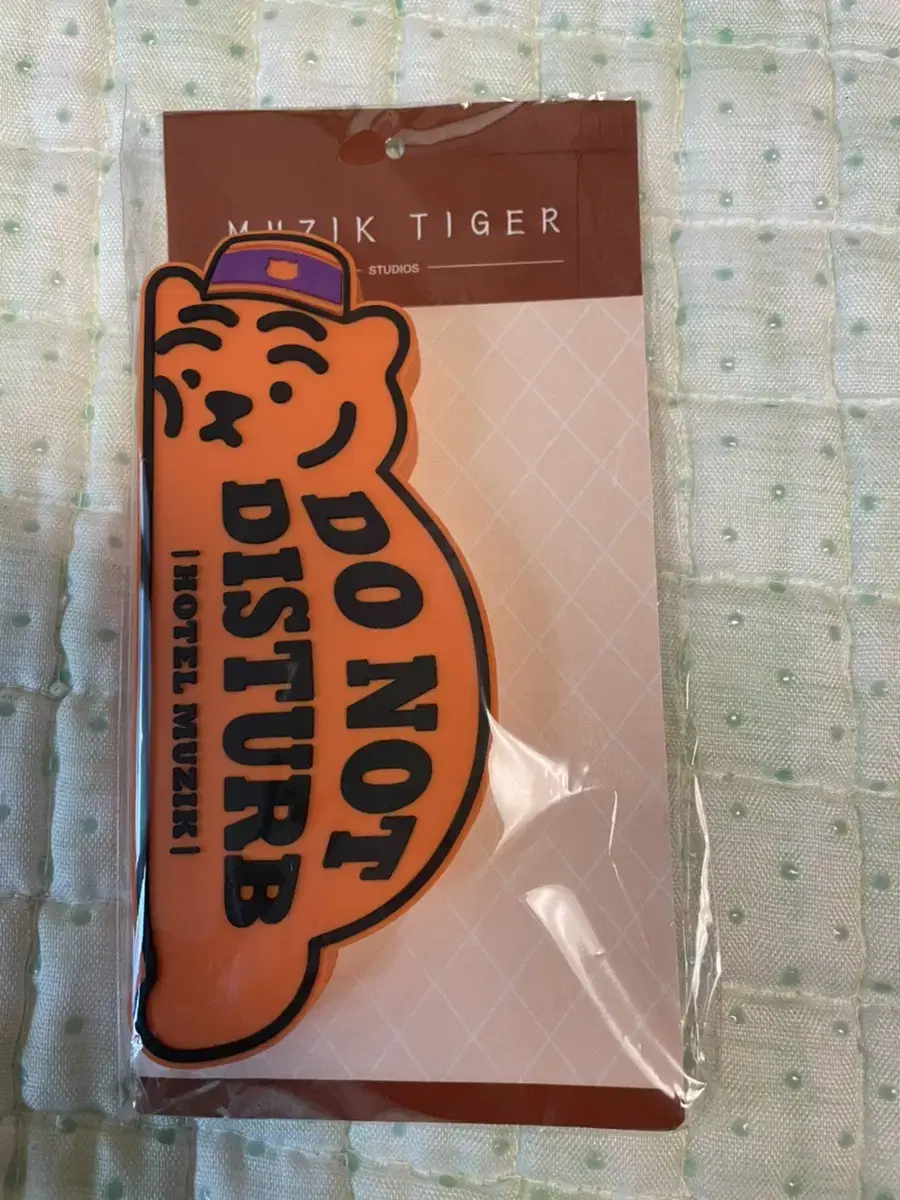 MUZIK TIGER
STUDIOS
DO NOT
DISTURB
| HOTEL MUZIK |